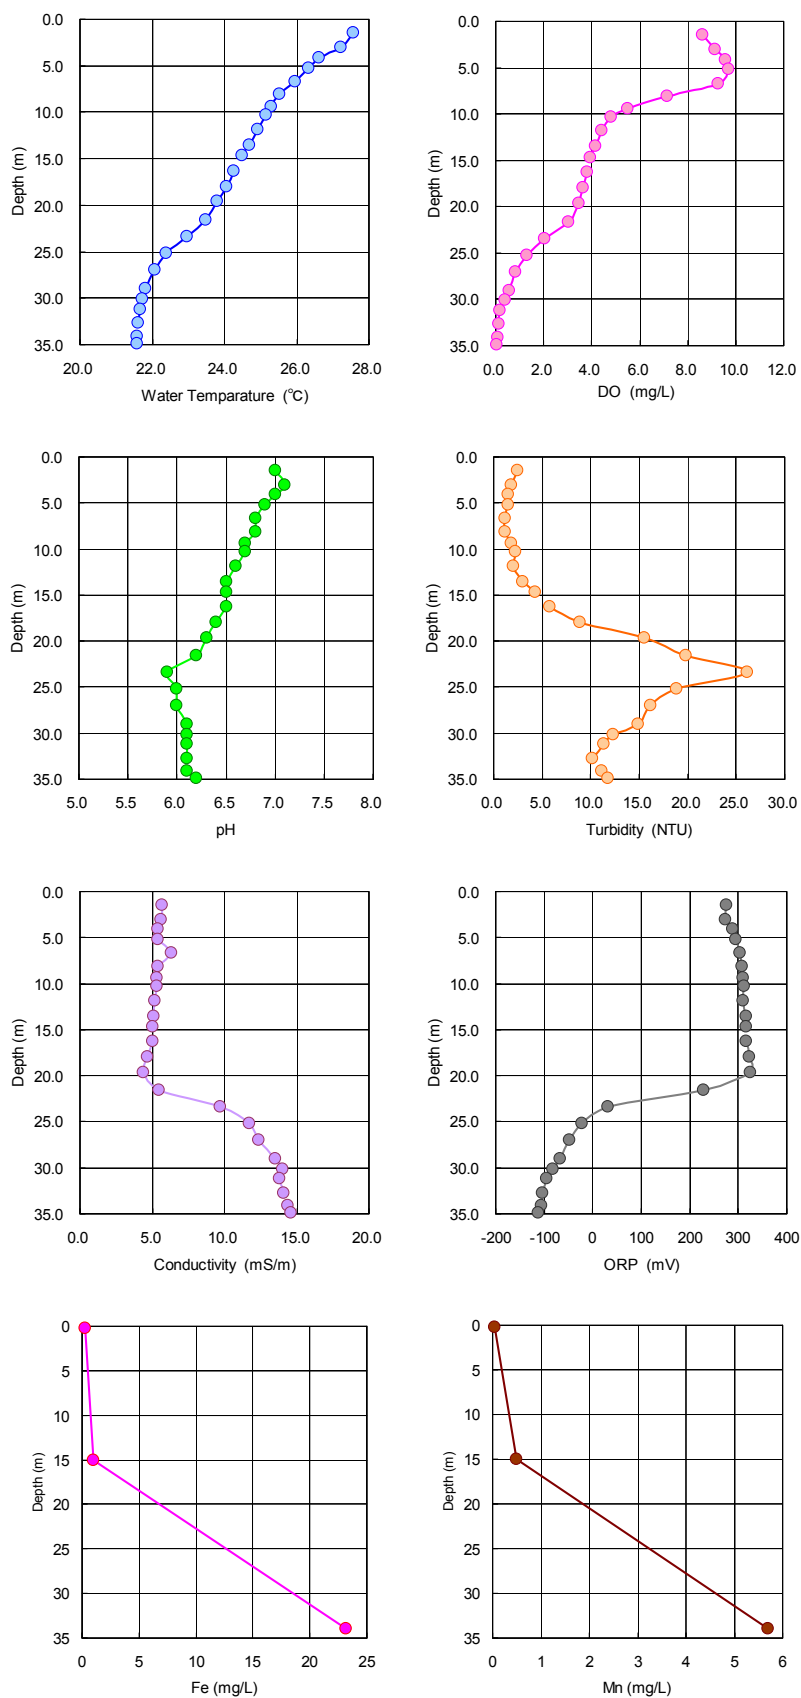 0.0
5.0
10.0
15.0
20.0
25.0
30.0
35.0
Depth (m)
20.0 22.0 24.0 26.0 28.0
Water Temparature (℃)
0.0
5.0
10.0
15.0
20.0
25.0
30.0
35.0
Depth (m)
0.0 2.0 4.0 6.0 8.0 10.0 12.0
DO (mg/L)
0.0
5.0
10.0
15.0
20.0
25.0
30.0
35.0
Depth (m)
5.0 5.5 6.0 6.5 7.0 7.5 8.0
pH
0.0
5.0
10.0
15.0
20.0
25.0
30.0
35.0
Depth (m)
0.0 5.0 10.0 15.0 20.0 25.0 30.0
Turbidity (NTU)
0.0
5.0
10.0
15.0
20.0
25.0
30.0
35.0
Depth (m)
0.0 5.0 10.0 15.0 20.0
Conductivity (mS/m)
0.0
5.0
10.0
15.0
20.0
25.0
30.0
35.0
Depth (m)
-200 -100 0 100 200 300 400
ORP (mV)
0
5
10
15
20
25
30
35
Depth (m)
0 5 10 15 20 25
Fe (mg/L)
0
5
10
15
20
25
30
35
Depth (m)
0 1 2 3 4 5 6
Mn (mg/L)